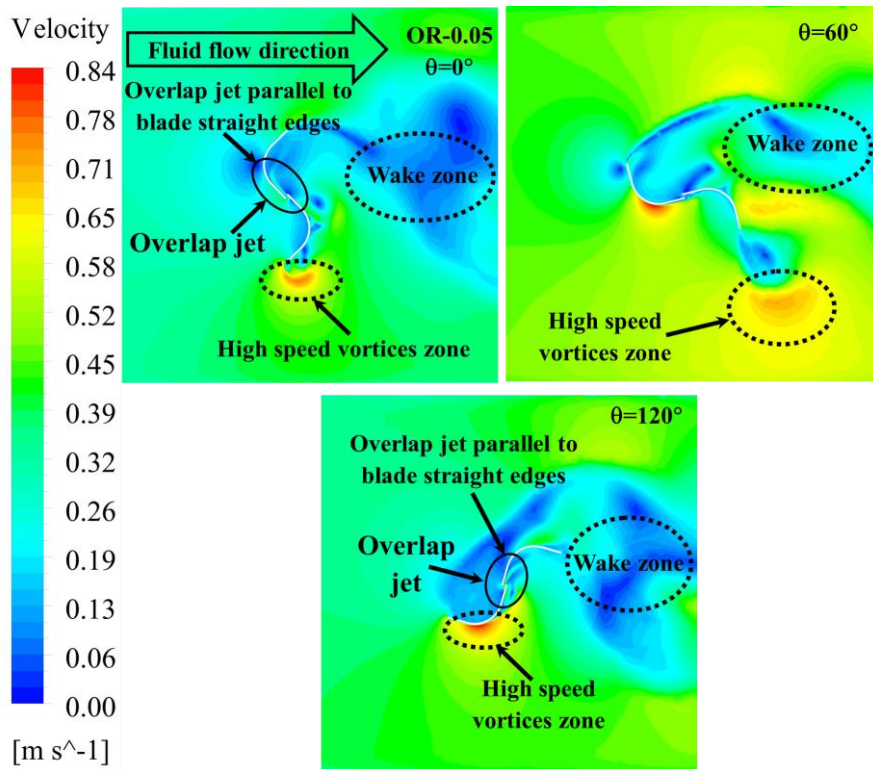 Velocity
0.84
0.78
0.71
0.65
0.58
0.52
0.45
0.39
0.32
0.26
0.19
0.13
0.06
0.00
[m s^-1]
Fluid flow direction
OR-0.05
θ=0°
Overlap jet parallel to
blade straight edges
Wake zone
Overlap jet
High speed vortices zone
θ=60°
Wake zone
High speed
vortices zone
θ=120°
Overlap jet parallel to
blade straight edges
Overlap
jet
Wake zone
High speed
vortices zone